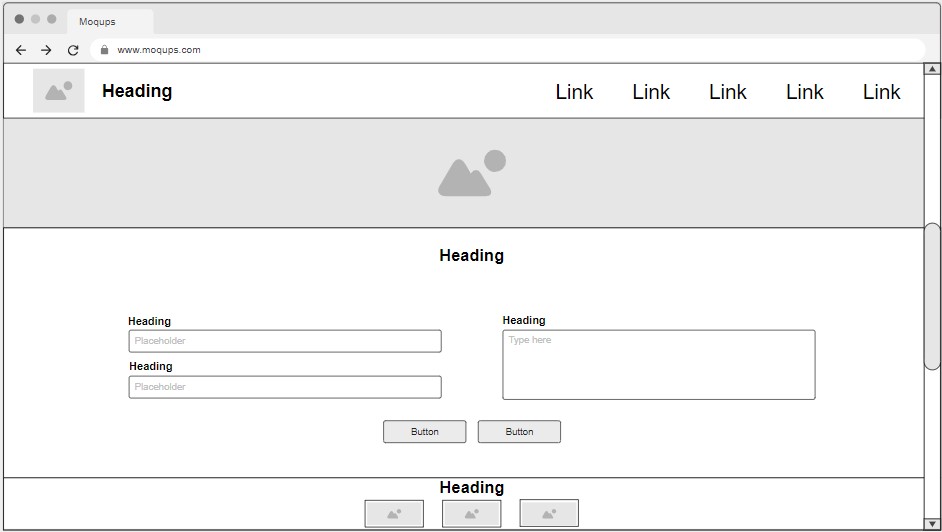 Moqups
www.moqups.com
Heading
Link Link Link Link Link
Heading
Heading
Placeholder
Heading
Placeholder
Heading
Type here
Button Button
Heading